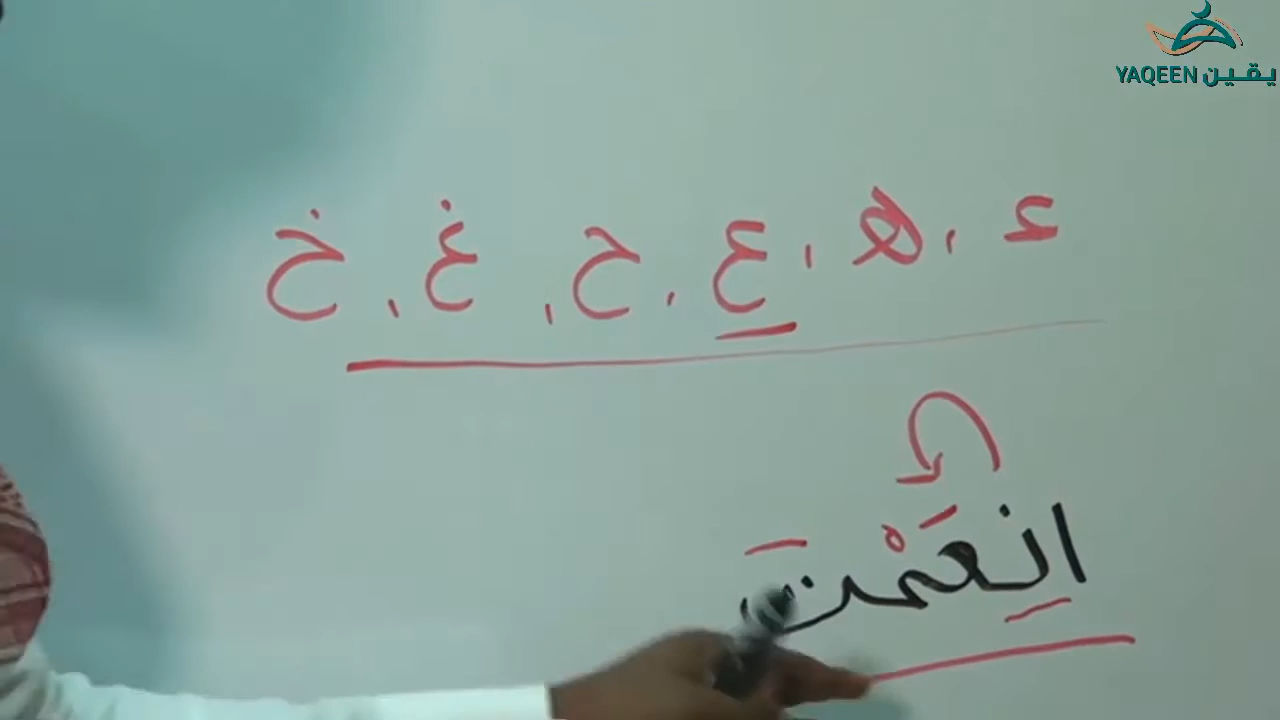 YAQEEN يقين
ء ، ه ، ع ، ح ، غ ، خ
انِعَمْتَ